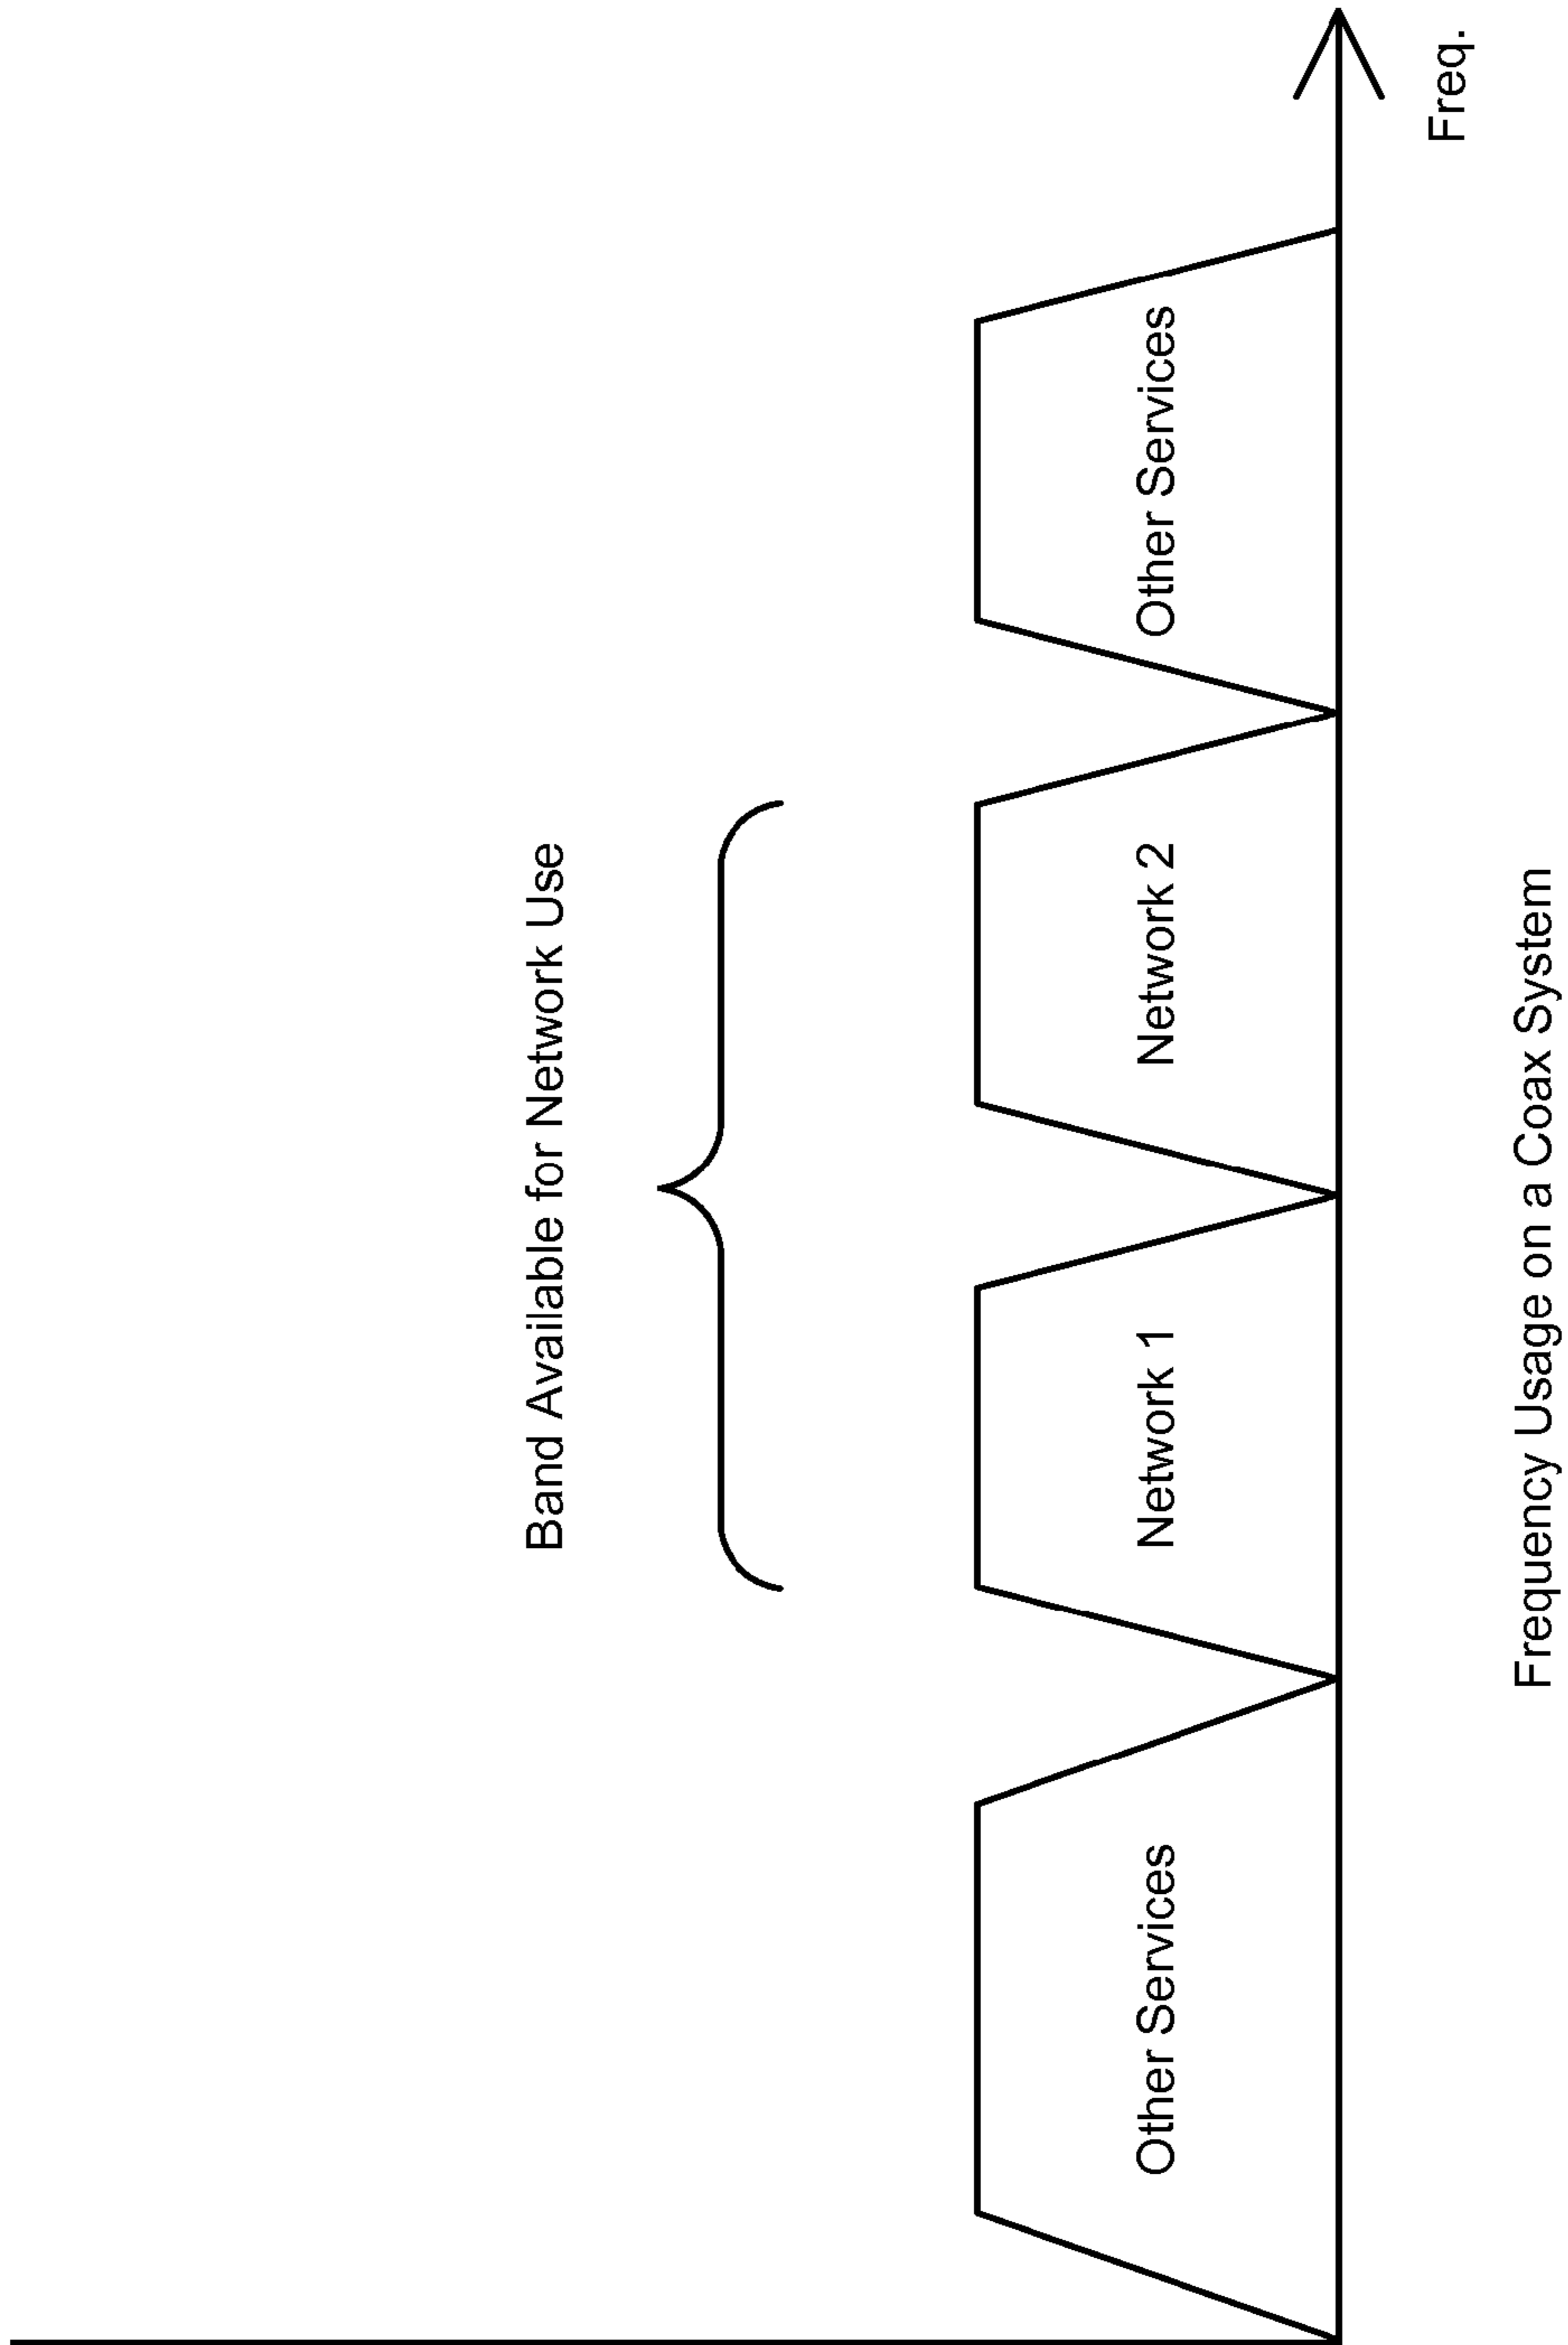 Band Available for Network Use
Other Services
Network 1
Network 2
Other Services
Freq.
Frequency Usage on a Coax System